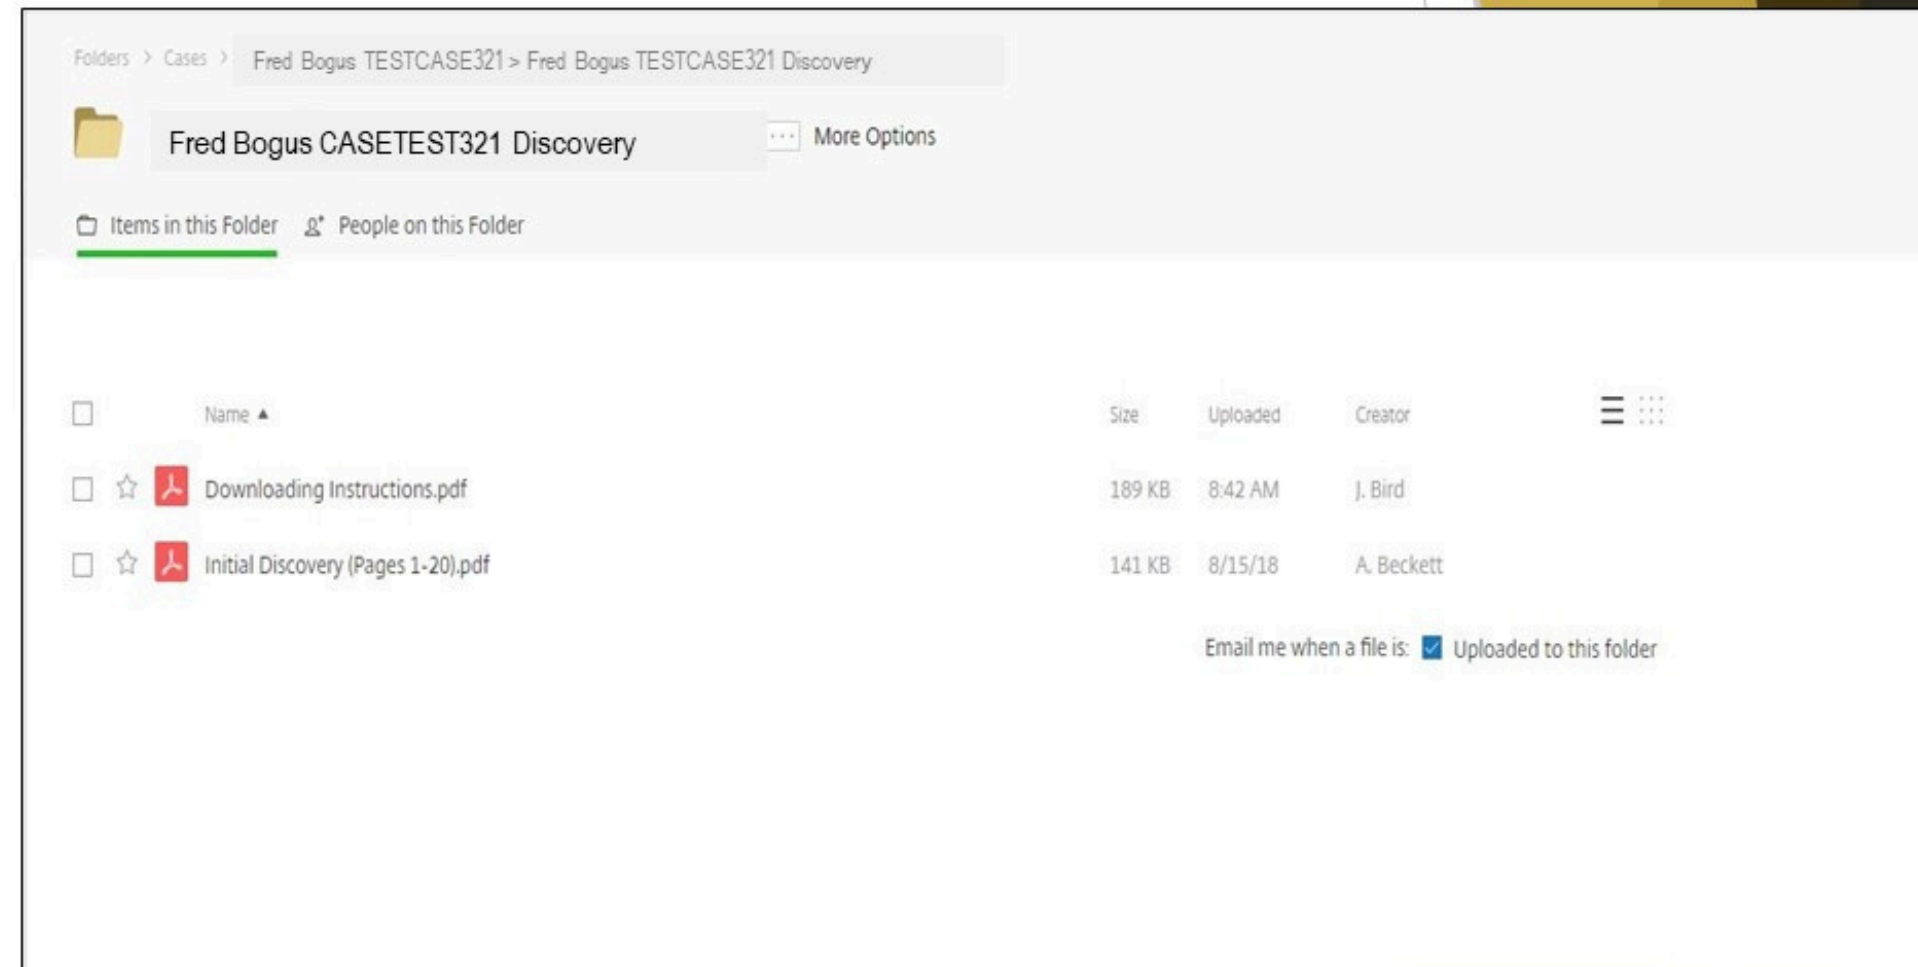 Folders > Cases > Fred Bogus TESTCASE321 > Fred Bogus TESTCASE321 Discovery
Fred Bogus CASETEST321 Discovery ··· More Options
Items in this Folder People on this Folder
Name ▲ Size Uploaded Creator
Downloading Instructions.pdf 189 KB 8:42 AM J. Bird
Initial Discovery (Pages 1-20).pdf 141 KB 8/15/18 A. Beckett
Email me when a file is: Uploaded to this folder